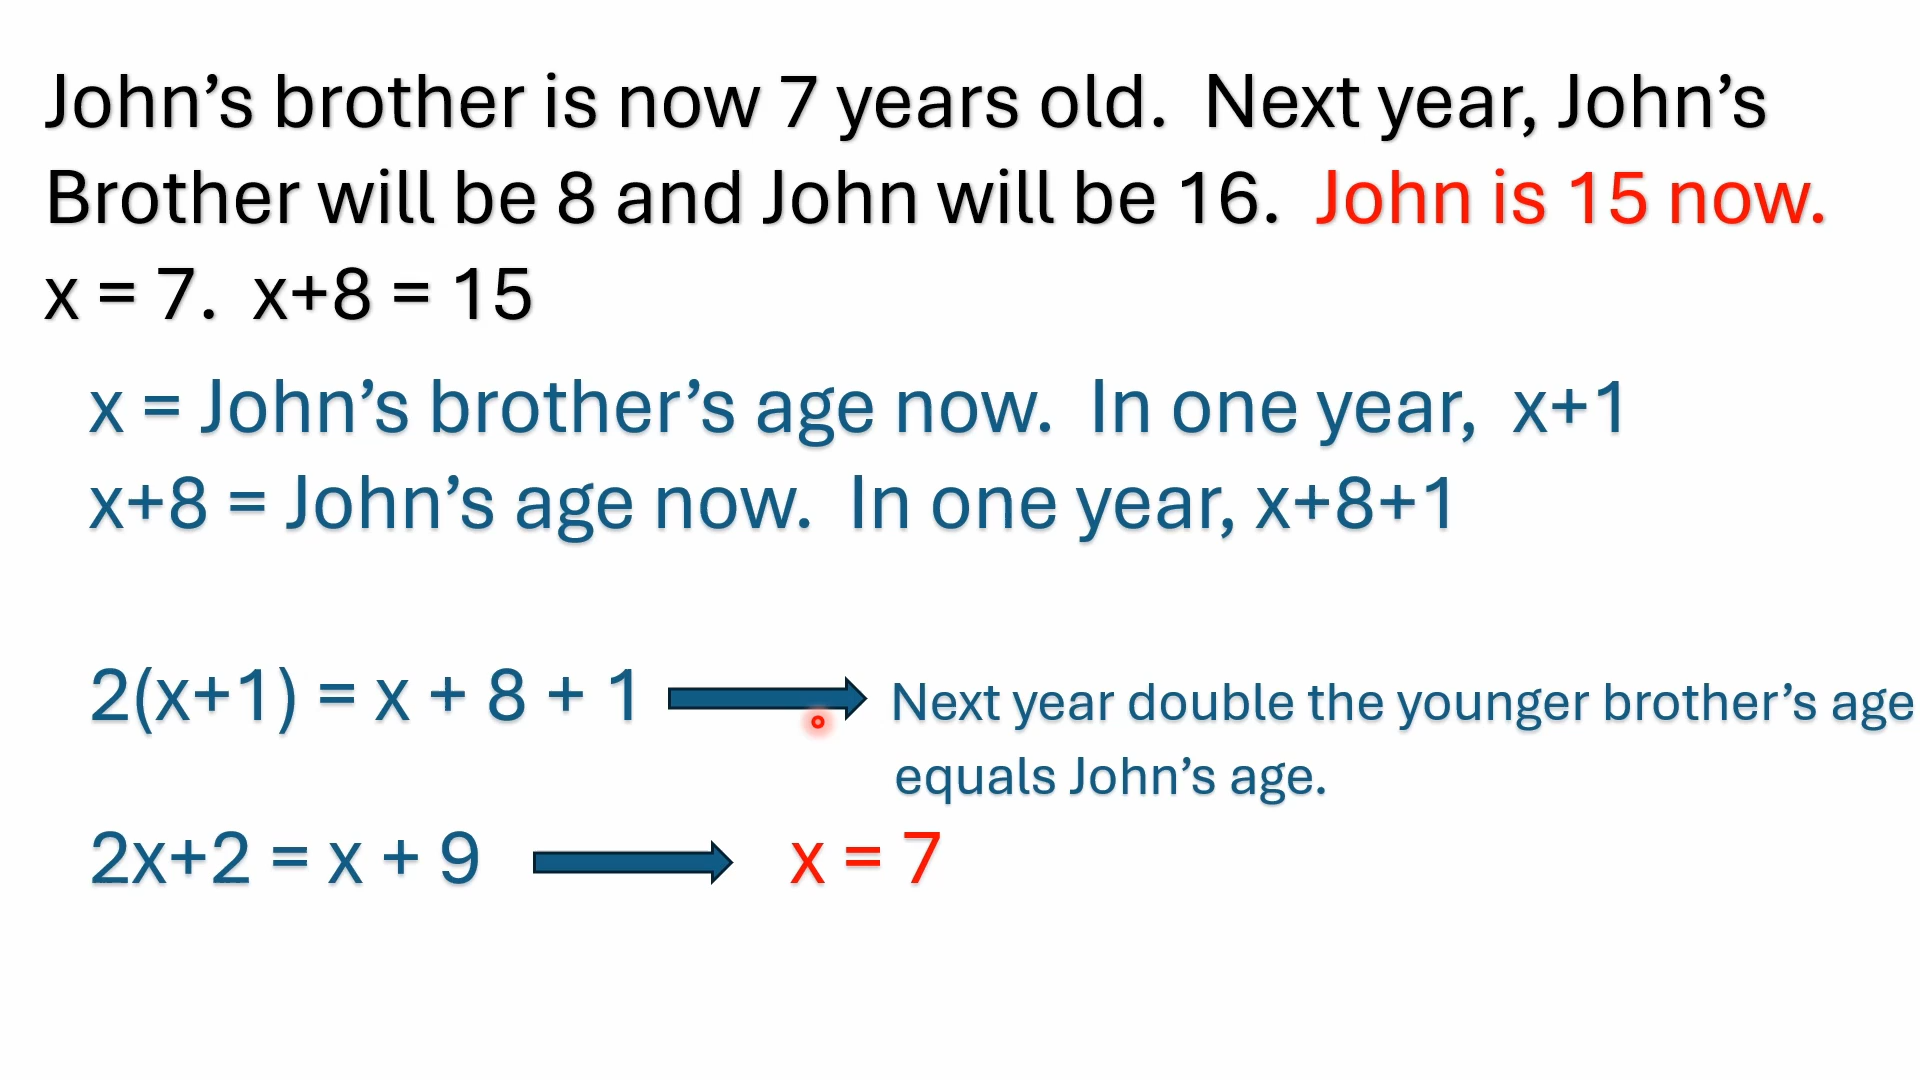 John’s brother is now 7 years old.  Next year, John’s
Brother will be 8 and John will be 16.  John is 15 now.
x = 7.  x+8 = 15
x = John’s brother’s age now.  In one year,  x+1
x+8 = John’s age now.  In one year, x+8+1
2(x+1) = x + 8 + 1
Next year double the younger brother’s age
equals John’s age.
2x+2 = x + 9
x = 7